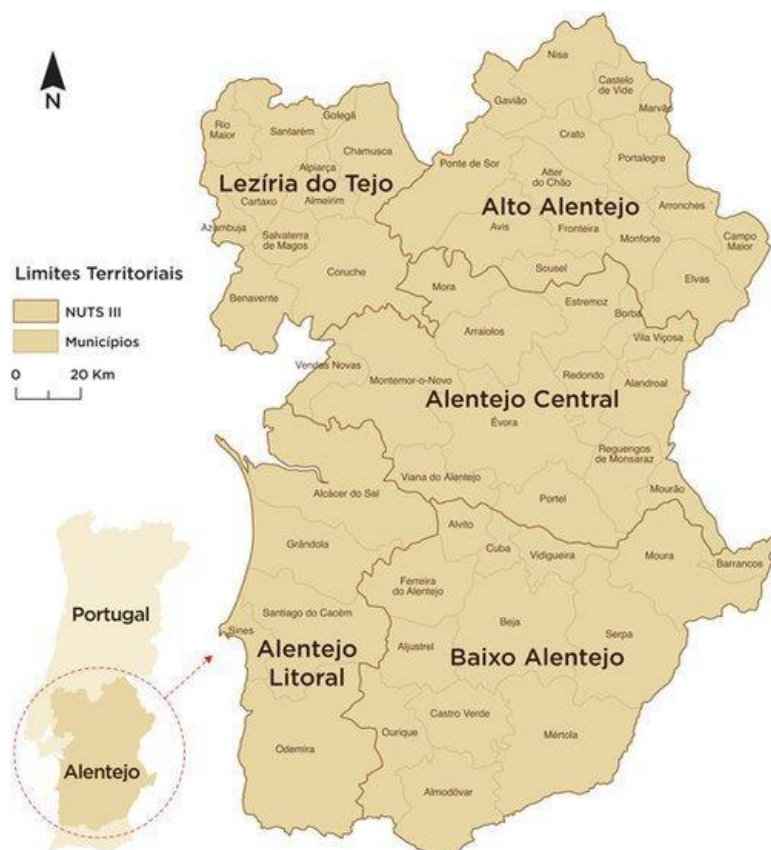 N
Nisa
Castelo
de Vide
Gavião
Marvão
Golegã
Rio
Maior
Santarém
Crato
Chamusca
Ponte de Sor
Portalegre
Alpiarça
Alter
do Chão
Lezíria do Tejo
Cartaxo
Almeirim
Alto Alentejo
Arronches
Azambuja
Salvaterra
de Magos
Avis
Fronteira
Monforte
Campo
Maior
Coruche
Sousel
Elvas
Limites Territoriais
Benavente
Mora
Estremoz
NUTS III
Borba
Arraiolos
Vila Viçosa
Municípios
Vendas Novas
0 20 Km
Montemor-o-Novo
Redondo
Alandroal
Alentejo Central
Évora
Reguengos
de Monsaraz
Viana do Alentejo
Mourão
Alcácer do Sal
Portel
Alvito
Grândola
Cuba
Vidigueira
Moura
Barrancos
Ferreira
do Alentejo
Portugal
Santiago do Cacém
Beja
Sines
Serpa
Alentejo
Litoral
Aljustrel
Baixo Alentejo
Castro Verde
Ourique
Odemira
Mértola
Alentejo
Almodôvar